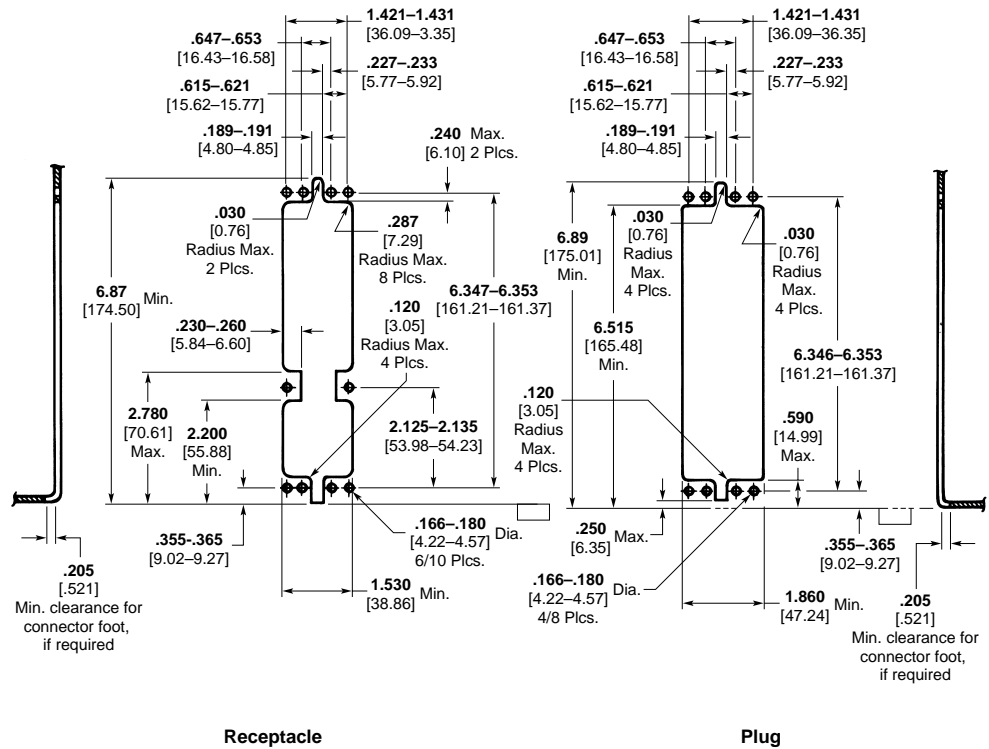 1.421–1.431
[36.09–3.35]
.647–.653
[16.43–16.58]
.227–.233
[5.77–5.92]
.615–.621
[15.62–15.77]
.189–.191
[4.80–4.85]
.240 Max.
[6.10] 2 Plcs.
.030
[0.76]
Radius Max.
2 Plcs.
.287
[7.29]
Radius Max.
8 Plcs.
6.87 Min.
[174.50]
6.347–6.353
[161.21–161.37]
.230–.260
[5.84–6.60]
.120
[3.05]
Radius Max.
4 Plcs.
2.780
[70.61]
Max.
2.200
[55.88]
Min.
2.125–2.135
[53.98–54.23]
.355–.365
[9.02–9.27]
.166–.180
[4.22–4.57] Dia.
6/10 Plcs.
.205
[.521]
Min. clearance for
connector foot,
if required
1.530 Min.
[38.86]
Receptacle
1.421–1.431
[36.09–36.35]
.647–.653
[16.43–16.58]
.227–.233
[5.77–5.92]
.615–.621
[15.62–15.77]
.189–.191
[4.80–4.85]
6.89
[175.01]
Min.
.030
[0.76]
Radius
Max.
4 Plcs.
.030
[0.76]
Radius
Max.
4 Plcs.
6.515
[165.48]
Min.
6.346–6.353
[161.21–161.37]
.120
[3.05]
Radius
Max.
4 Plcs.
.590
[14.99]
Max.
.250 Max.
[6.35]
.355–.365
[9.02–9.27]
.166–.180
[4.22–4.57] Dia.
4/8 Plcs.
1.860 Min.
[47.24]
.205
[.521]
Min. clearance for
connector foot,
if required
Plug